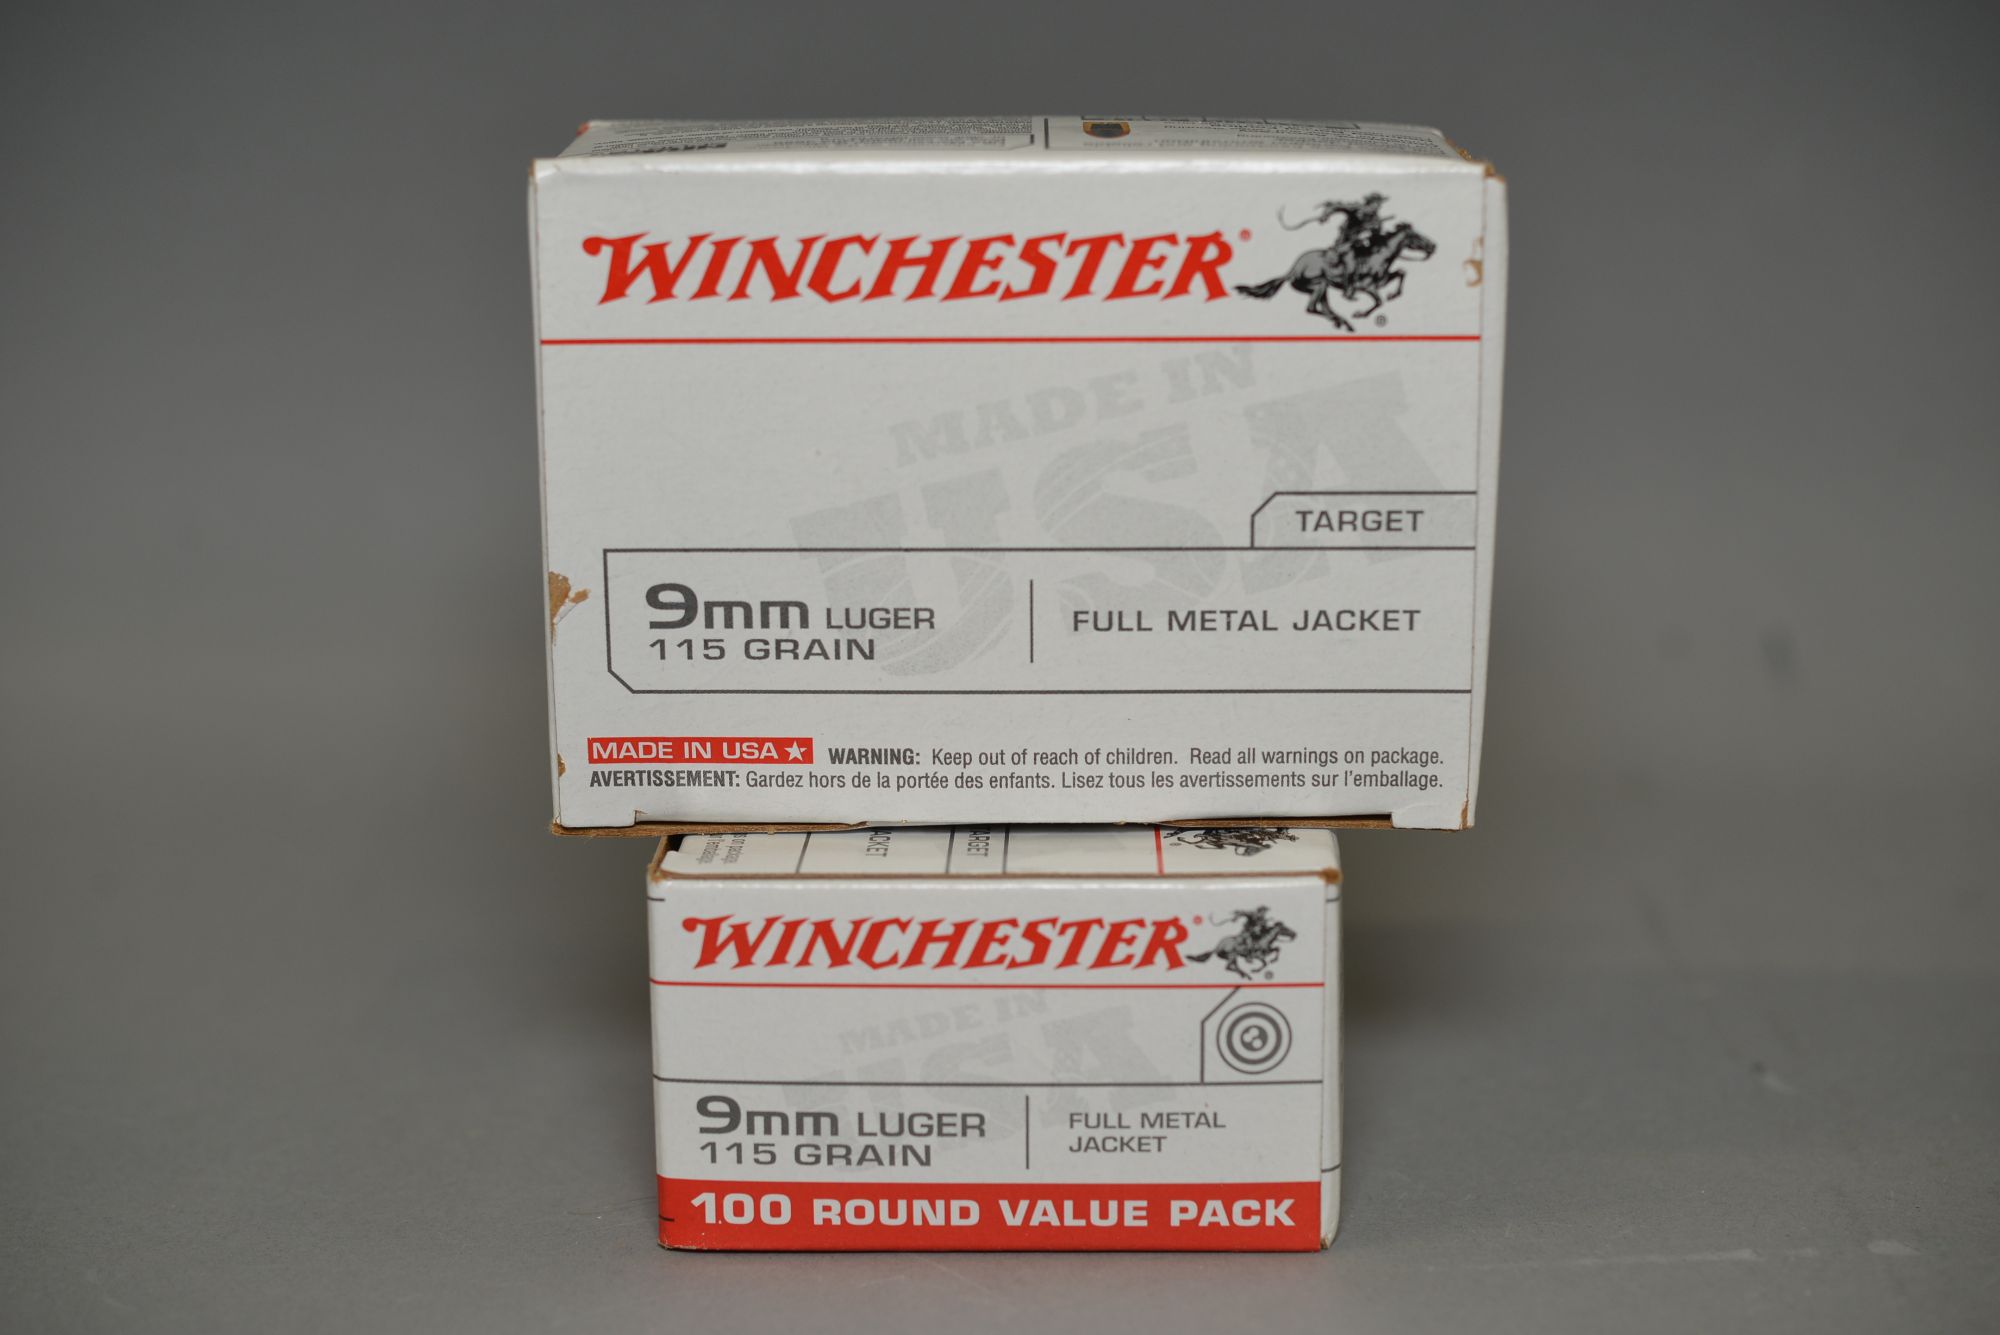 WINCHESTER®
®
MADE IN
USA
TARGET
9mm LUGER
115 GRAIN
FULL METAL JACKET
MADE IN USA ★ WARNING: Keep out of reach of children. Read all warnings on package.
AVERTISSEMENT: Gardez hors de la portée des enfants. Lisez tous les avertissements sur l'emballage.
JACKET
TARGET
WINCHESTER®
®
MADE IN
USA
9mm LUGER
115 GRAIN
FULL METAL
JACKET
100 ROUND VALUE PACK